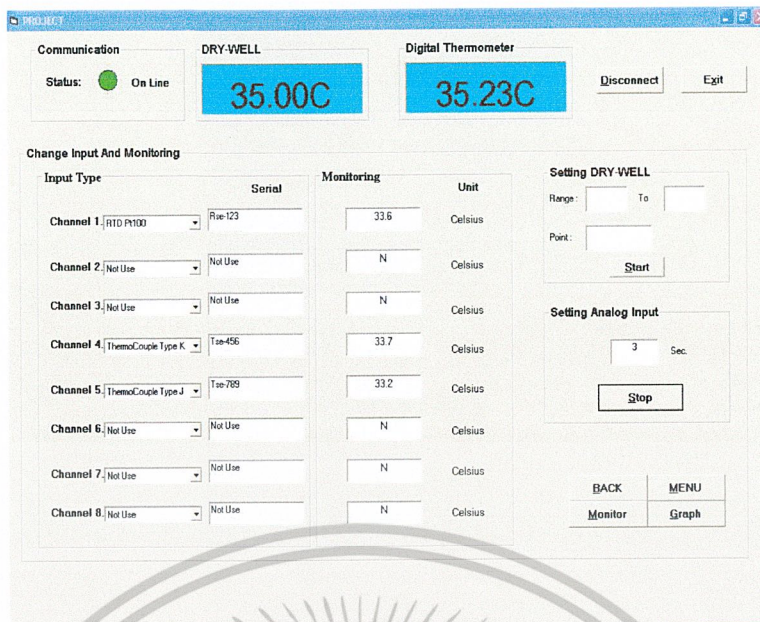 PROJECT
Communication
Status: On Line
DRY-WELL
35.00C
Digital Thermometer
35.23C
Disconnect
Exit
Change Input And Monitoring
Input Type Serial Monitoring Unit
Channel 1. RTD Pt100 Rse-123 33.6 Celsius
Channel 2. Not Use Not Use N Celsius
Channel 3. Not Use Not Use N Celsius
Channel 4. ThermoCouple Type K Tse-456 33.7 Celsius
Channel 5. ThermoCouple Type J Tse-789 33.2 Celsius
Channel 6. Not Use Not Use N Celsius
Channel 7. Not Use Not Use N Celsius
Channel 8. Not Use Not Use N Celsius
Setting DRY-WELL
Range : To
Point :
Start
Setting Analog Input
3 Sec.
Stop
BACK MENU
Monitor Graph